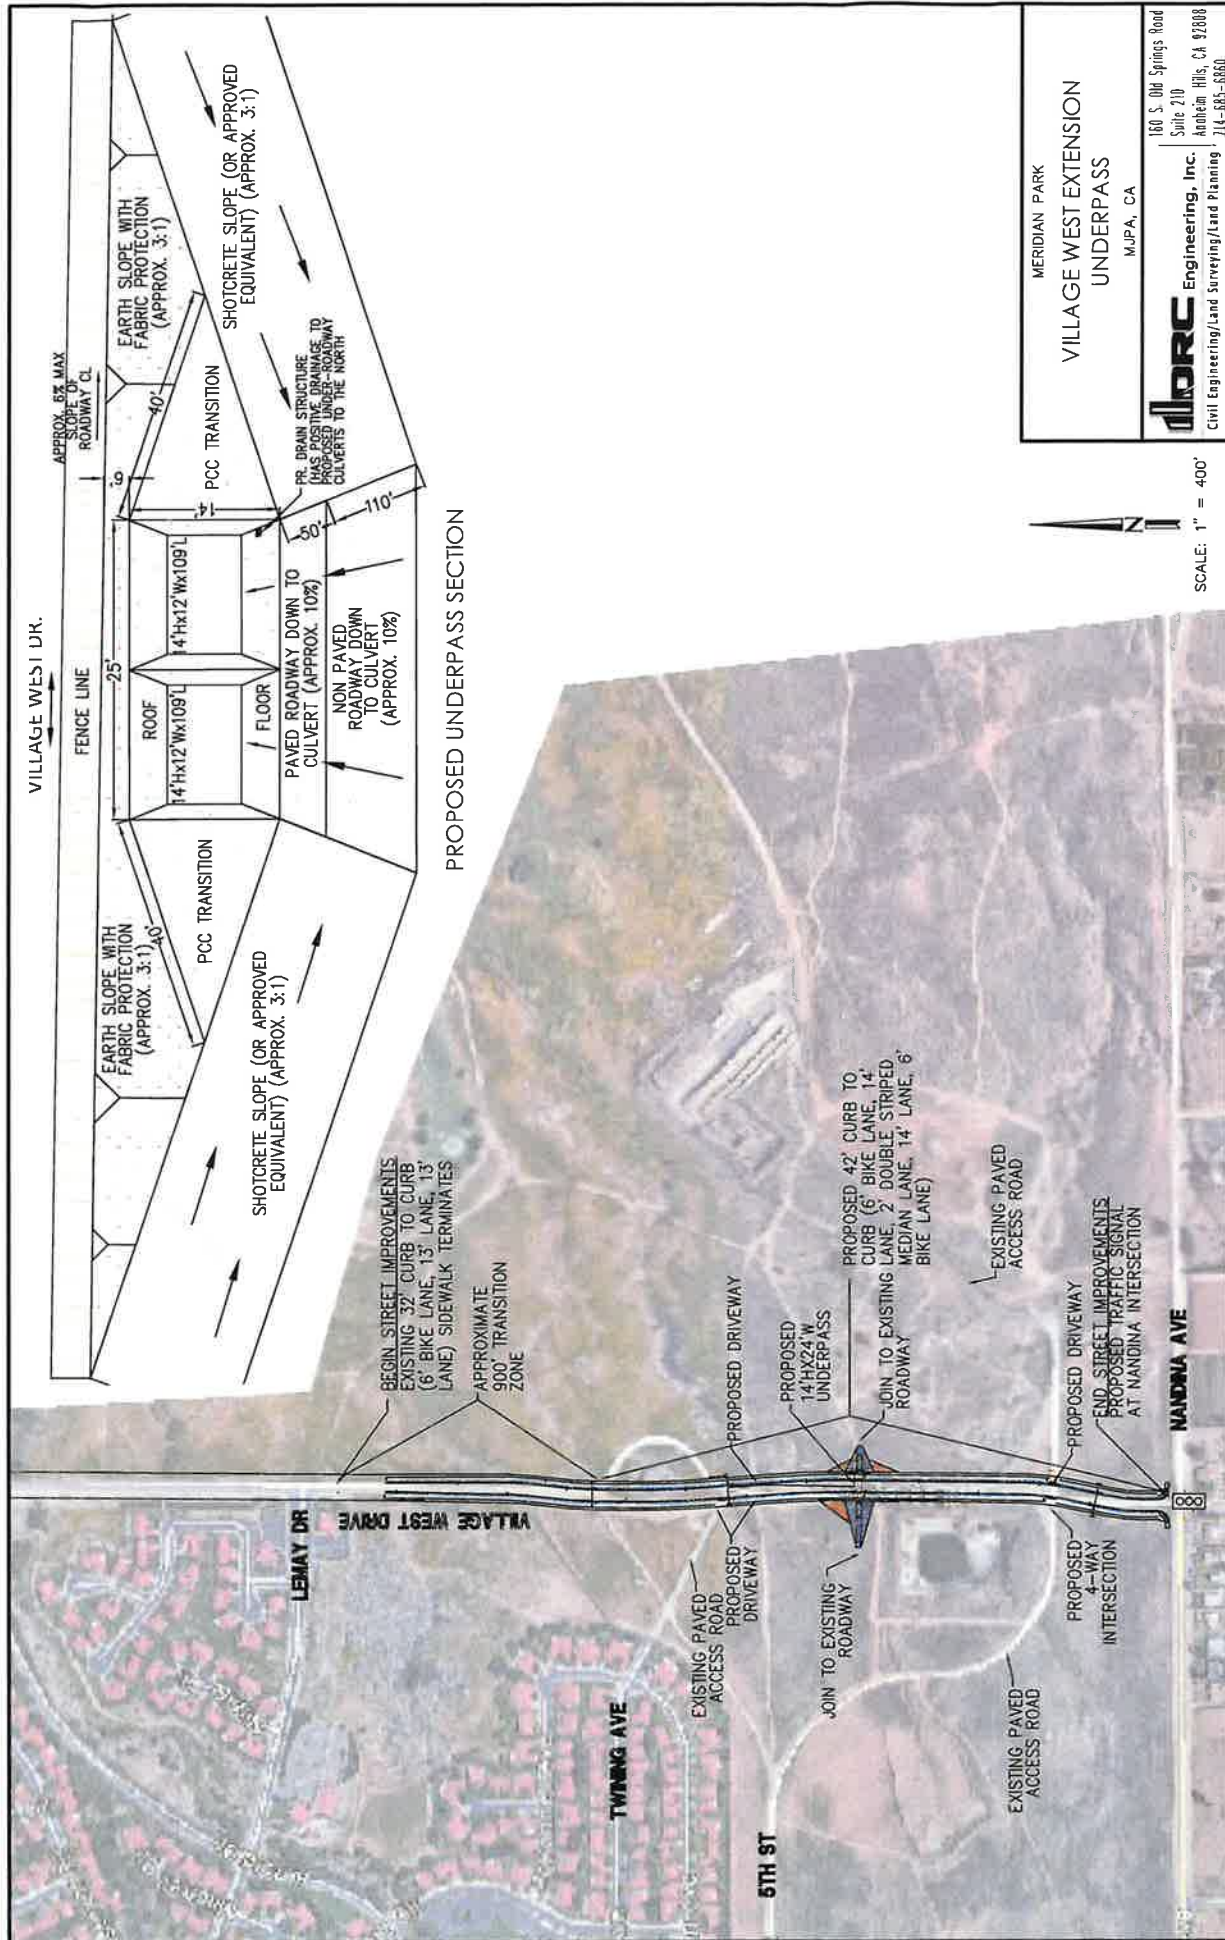 VILLAGE WEST DR.
FENCE LINE
APPROX. 6% MAX
SLOPE OF
ROADWAY CL
EARTH SLOPE WITH
FABRIC PROTECTION
(APPROX. 3:1)
25'
6'
EARTH SLOPE WITH
FABRIC PROTECTION
(APPROX. 3:1)
40'
ROOF
14'Hx12'Wx109'L
14'Hx12'Wx109'L
14'
40'
PCC TRANSITION
FLOOR
PCC TRANSITION
SHOTCRETE SLOPE (OR APPROVED
EQUIVALENT) (APPROX. 3:1)
PAVED ROADWAY DOWN TO
CULVERT (APPROX. 10%)
NON PAVED
ROADWAY DOWN
TO CULVERT
(APPROX. 10%)
50'
110'
PR. DRAIN STRUCTURE
(HAS POSITIVE DRAINAGE TO
PROPOSED UNDER-ROADWAY
CULVERTS TO THE NORTH
SHOTCRETE SLOPE (OR APPROVED
EQUIVALENT) (APPROX. 3:1)
PROPOSED UNDERPASS SECTION
BEGIN STREET IMPROVEMENTS
EXISTING 32' CURB TO CURB
(6' BIKE LANE, 13' LANE, 13'
LANE) SIDEWALK TERMINATES
APPROXIMATE
900' TRANSITION
ZONE
LEMAY DR
VILLAGE WEST DRIVE
TWINING AVE
EXISTING PAVED
ACCESS ROAD
PROPOSED
DRIVEWAY
PROPOSED DRIVEWAY
5TH ST
PROPOSED
14'HX24'W
UNDERPASS
PROPOSED 42' CURB TO
CURB (6' BIKE LANE, 14'
LANE, 2' DOUBLE STRIPED
MEDIAN LANE, 14' LANE, 6'
BIKE LANE)
JOIN TO EXISTING
ROADWAY
JOIN TO EXISTING
ROADWAY
EXISTING PAVED
ACCESS ROAD
EXISTING PAVED
ACCESS ROAD
PROPOSED DRIVEWAY
PROPOSED
4-WAY
INTERSECTION
END STREET IMPROVEMENTS
PROPOSED TRAFFIC SIGNAL
AT NANDINA INTERSECTION
NANDINA AVE
N
SCALE: 1" = 400'
MERIDIAN PARK
VILLAGE WEST EXTENSION
UNDERPASS
MJPA, CA
DRC Engineering, Inc.
Civil Engineering/Land Surveying/Land Planning
160 S. Old Springs Road
Suite 210
Anaheim Hills, CA 92808
714-685-6860